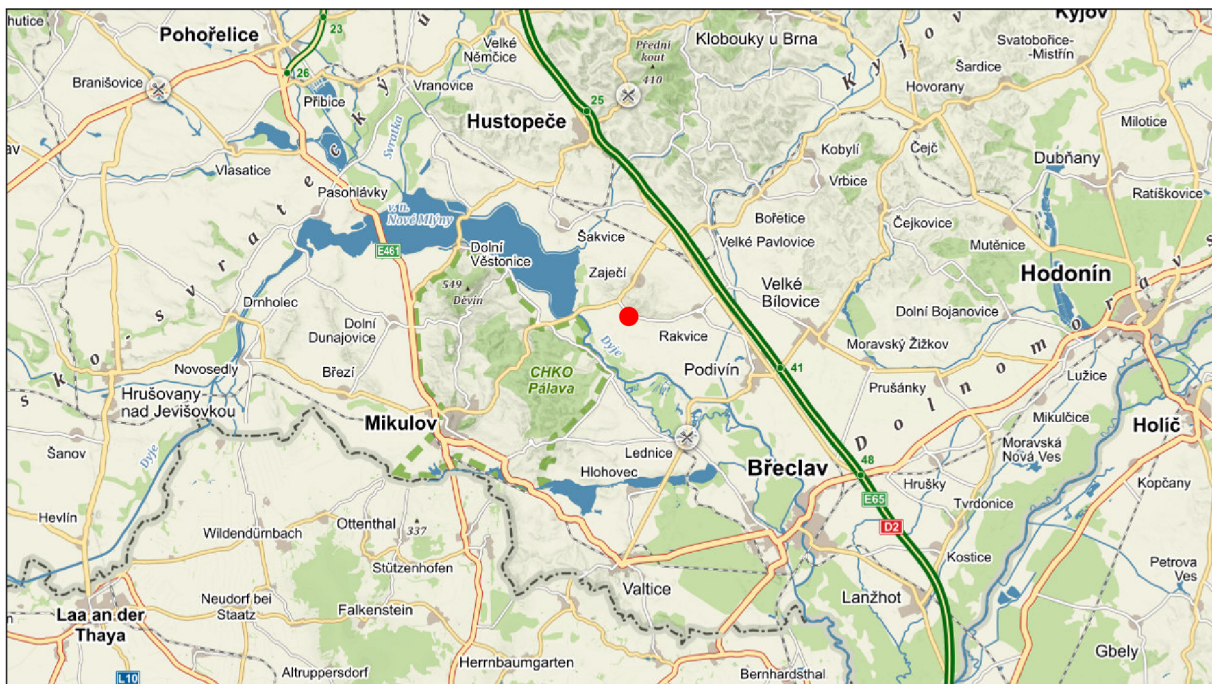 hutice
Pohořelice
23
26
Branišovice
Velké
Němčice
Přední
kout
410
Klobouky u Brna
Kyjov
Svatobořice-
-Mistřín
Šardice
Hovorany
Vranovice
Přibice
Svratka
25
Hustopeče
Vlasatice
Pasohlávky
Kobylí
Čejč
Milotice
Vrbice
Dubňany
Ratíškovice
v. n.
Nové Mlýny
E461
Šakvice
Bořetice
Čejkovice
Velké Pavlovice
Mutěnice
Dolní
Věstonice
549
Děvín
Zaječí
Velké
Bílovice
Hodonín
Drnholec
Dolní
Dunajovice
Rakvice
Dolní Bojanovice
Moravský Žižkov
Dyje
Novosedly
Březí
CHKO
Pálava
Podivín
41
Prušánky
Lužice
Hrušovany
nad Jevišovkou
Mikulov
Mikulčice
Holíč
Šanov
Dyje
Lednice
Moravská
Nová Ves
Hlohovec
Břeclav
48
Hrušky
Kopčany
E65
Tvrdonice
D2
Hevlín
Wildendürnbach
Ottenthal
337
Stützenhofen
Kostice
Petrova
Ves
Valtice
Lanžhot
Laa an der
Thaya
Neudorf bei
Staatz
Falkenstein
Gbely
L10
Altruppersdorf
Herrnbaumgarten
Bernhardsthal